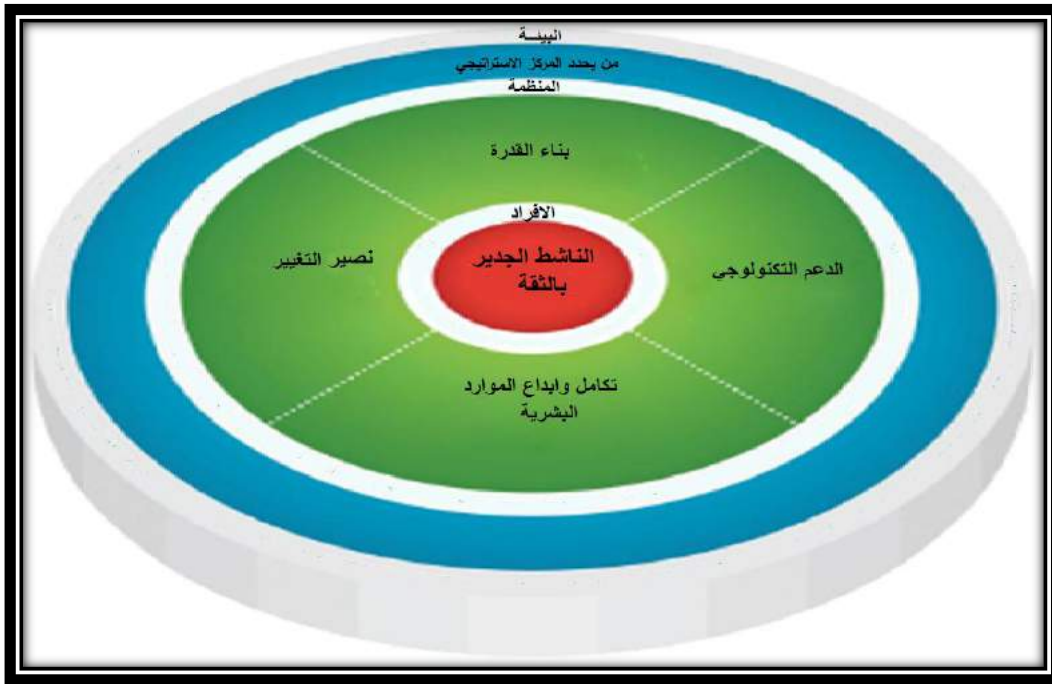 البيئـــة
من يحدد المركز الاستراتيجي
المنظمة
بناء القدرة
الافراد
الناشط الجدير
بالثقة
نصير التغيير
الدعم التكنولوجي
تكامل وابداع الموارد
البشرية